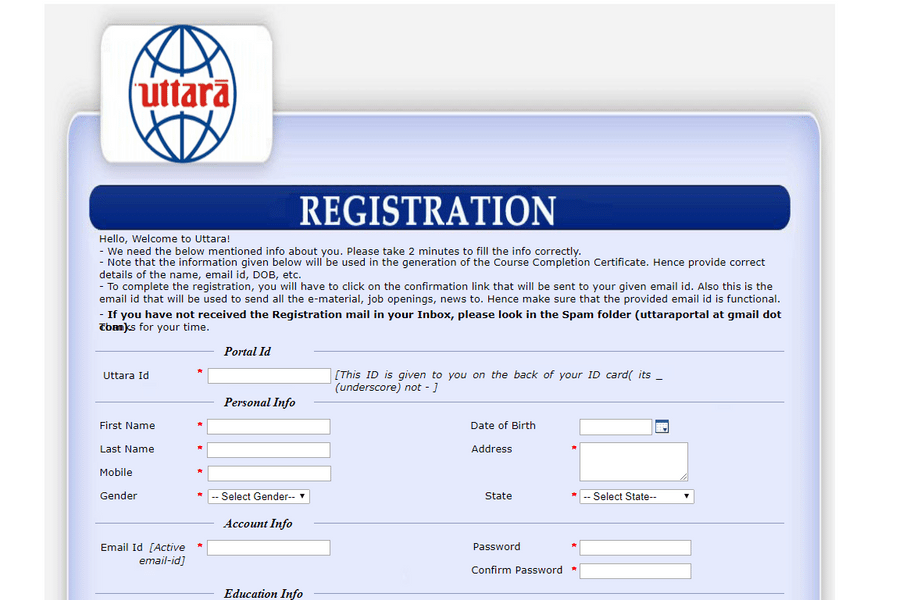 uttarā
REGISTRATION
Hello, Welcome to Uttara!
- We need the below mentioned info about you. Please take 2 minutes to fill the info correctly.
- Note that the information given below will be used in the generation of the Course Completion Certificate. Hence provide correct
details of the name, email id, DOB, etc.
- To complete the registration, you will have to click on the confirmation link that will be sent to your given email id. Also this is the
email id that will be used to send all the e-material, job openings, news to. Hence make sure that the provided email id is functional.
- If you have not received the Registration mail in your Inbox, please look in the Spam folder (uttaraportal at gmail dot
com).
Thanks for your time.
Portal Id
Uttara Id * [This ID is given to you on the back of your ID card( its _
(underscore) not - ]
Personal Info
First Name * Date of Birth
Last Name * Address *
Mobile *
Gender * -- Select Gender-- State * -- Select State--
Account Info
Email Id [Active * Password *
email-id]
Confirm Password *
Education Info